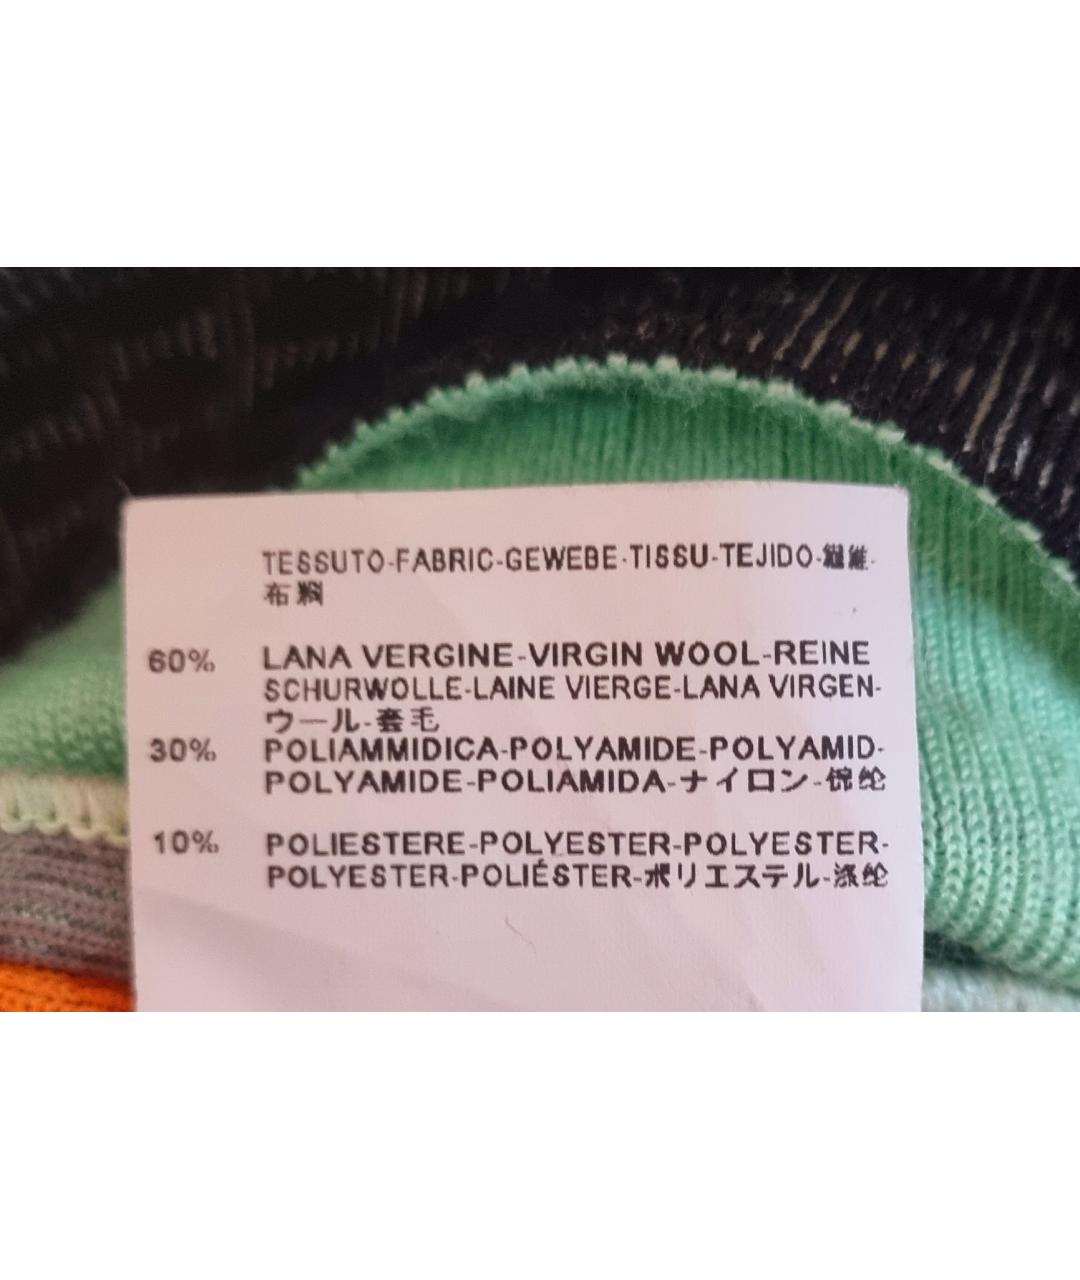 TESSUTO-FABRIC-GEWEBE-TISSU-TEJIDO-繊維-
布料
60% LANA VERGINE-VIRGIN WOOL-REINE
SCHURWOLLE-LAINE VIERGE-LANA VIRGEN-
ウール-套毛
30% POLIAMMIDICA-POLYAMIDE-POLYAMID-
POLYAMIDE-POLIAMIDA-ナイロン-锦纶
10% POLIESTERE-POLYESTER-POLYESTER-
POLYESTER-POLIÉSTER-ポリエステル-涤纶